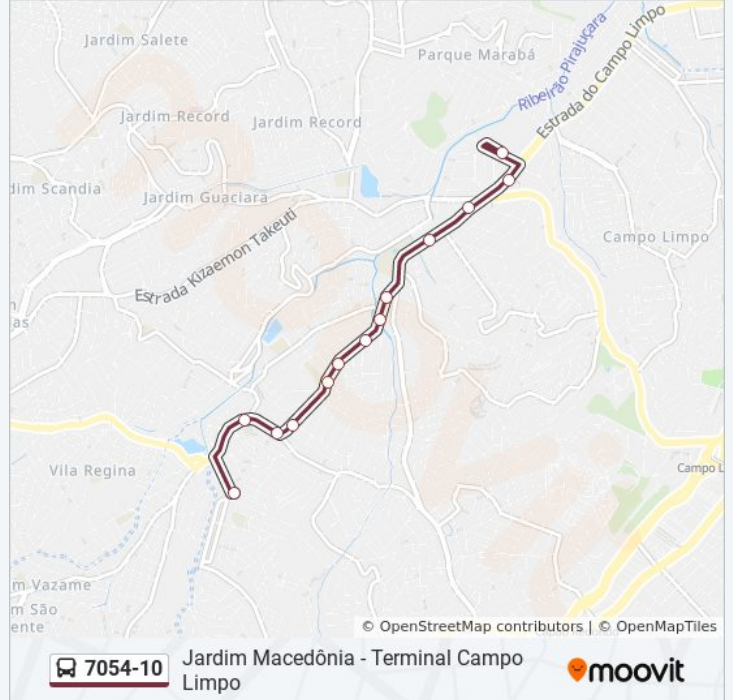 Jardim Salete
Parque Marabá
Ribeirão Pirajuçara
Estrada do Campo Limpo
Jardim Record
Jardim Record
dim Scandia
Jardim Guaciara
Estrada Kizaemon Takeuti
Campo Limpo
as
Vila Regina
Campo L
m Vazame
m São
ente
© OpenStreetMap contributors | © OpenMapTiles
7054-10
Jardim Macedônia - Terminal Campo
Limpo
moovit